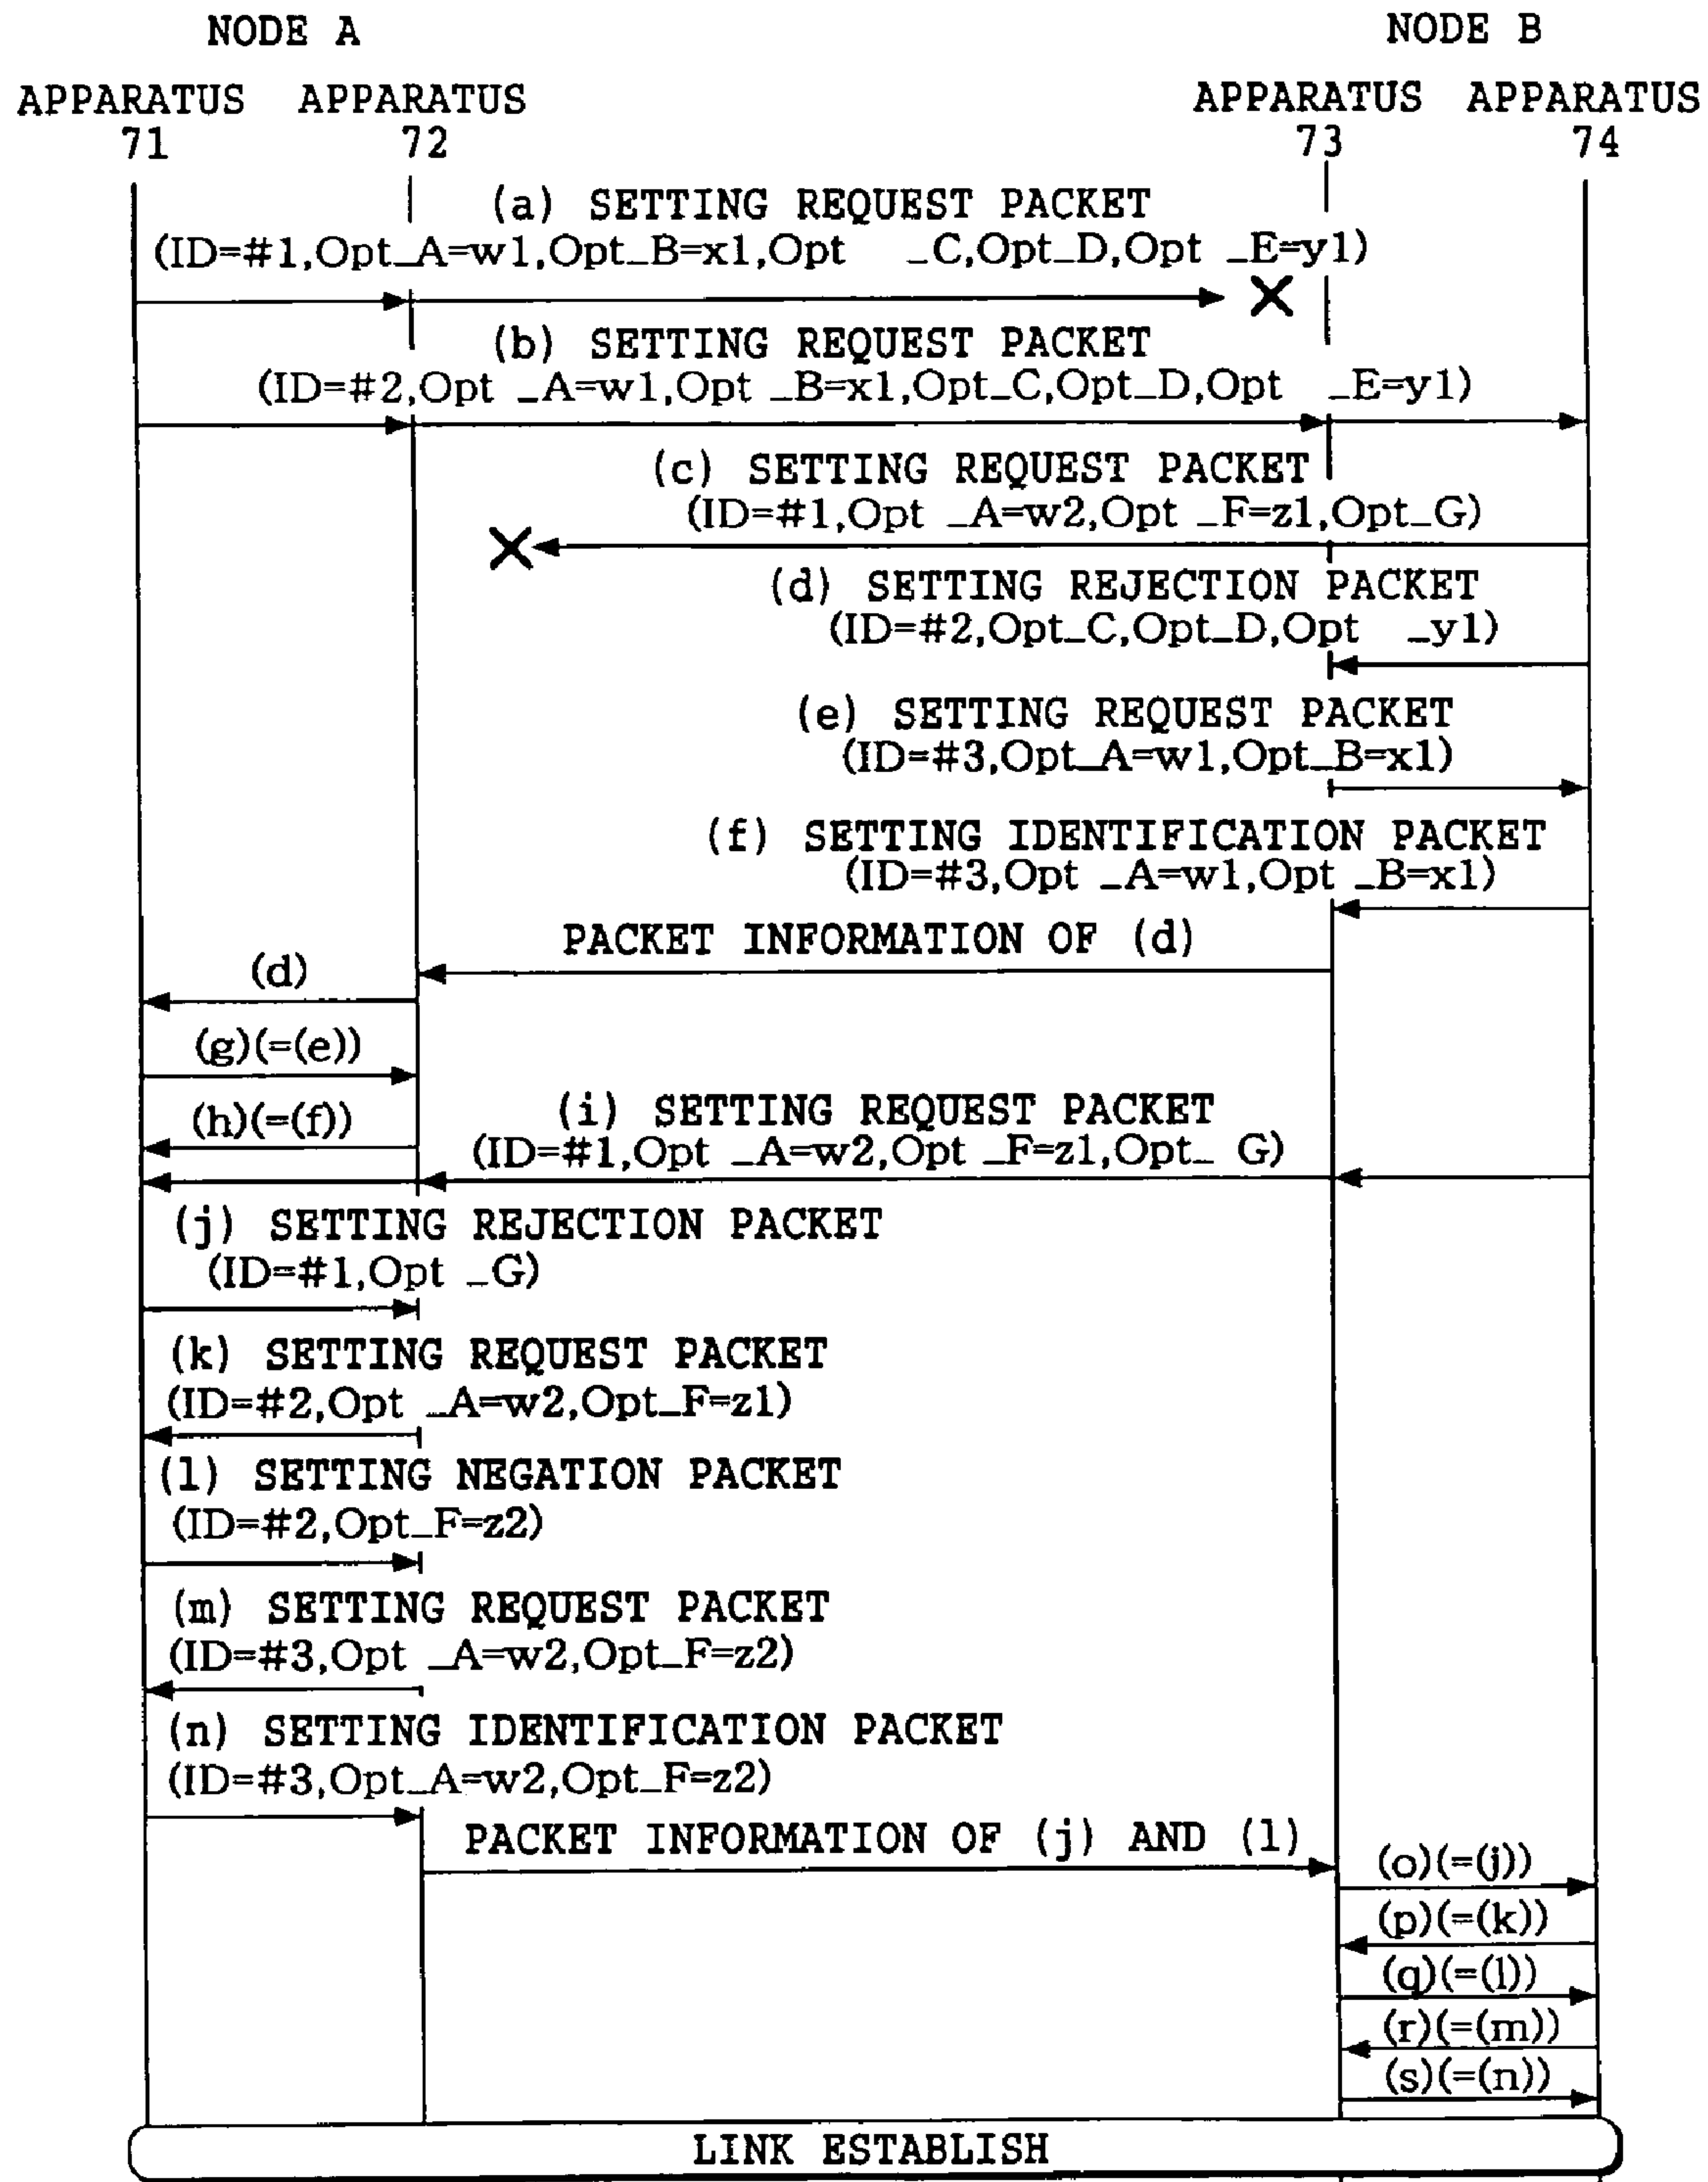 NODE A NODE B
APPARATUS APPARATUS APPARATUS APPARATUS
71 72 73 74
(a) SETTING REQUEST PACKET
(ID=#1,Opt_A=w1,Opt_B=x1,Opt _C,Opt_D,Opt _E=y1)
(b) SETTING REQUEST PACKET
(ID=#2,Opt _A=w1,Opt _B=x1,Opt_C,Opt_D,Opt _E=y1)
(c) SETTING REQUEST PACKET
(ID=#1,Opt _A=w2,Opt _F=z1,Opt_G)
(d) SETTING REJECTION PACKET
(ID=#2,Opt_C,Opt_D,Opt _y1)
(e) SETTING REQUEST PACKET
(ID=#3,Opt_A=w1,Opt_B=x1)
(f) SETTING IDENTIFICATION PACKET
(ID=#3,Opt _A=w1,Opt _B=x1)
PACKET INFORMATION OF (d)
(d)
(g)(=(e))
(h)(=(f))
(i) SETTING REQUEST PACKET
(ID=#1,Opt _A=w2,Opt _F=z1,Opt_ G)
(j) SETTING REJECTION PACKET
(ID=#1,Opt _G)
(k) SETTING REQUEST PACKET
(ID=#2,Opt _A=w2,Opt_F=z1)
(l) SETTING NEGATION PACKET
(ID=#2,Opt_F=z2)
(m) SETTING REQUEST PACKET
(ID=#3,Opt _A=w2,Opt_F=z2)
(n) SETTING IDENTIFICATION PACKET
(ID=#3,Opt_A=w2,Opt_F=z2)
PACKET INFORMATION OF (j) AND (l)
(o)(=(j))
(p)(=(k))
(q)(=(l))
(r)(=(m))
(s)(=(n))
LINK ESTABLISH